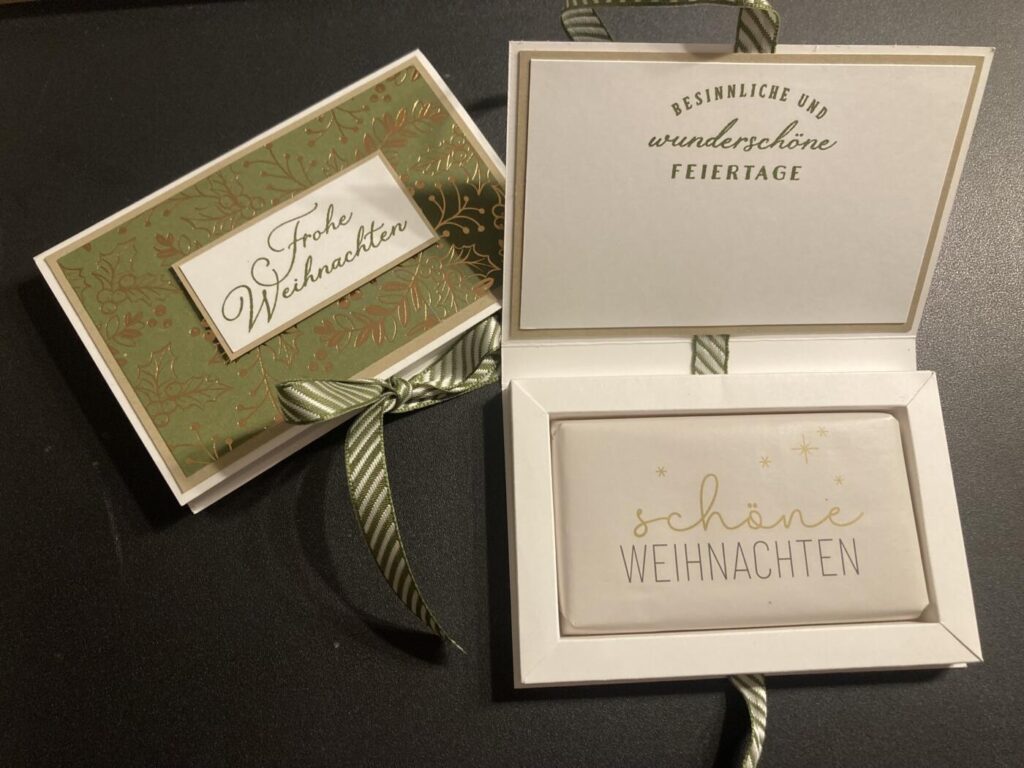 Frohe
Weihnachten
BESINNLICHE UND
wunderschöne
FEIERTAGE
schöne
WEIHNACHTEN